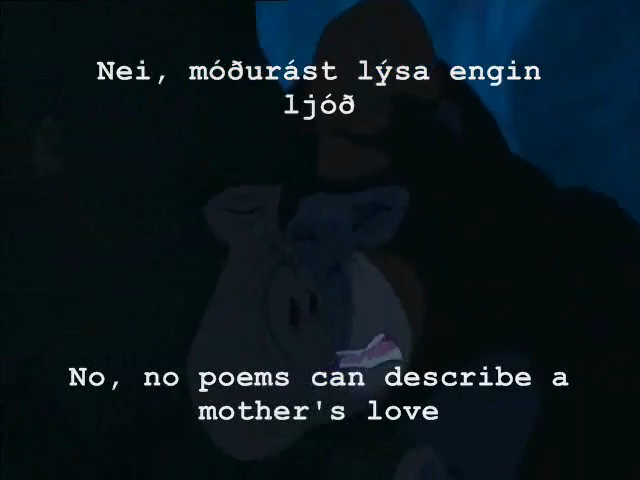 Nei, móðurást lýsa engin
ljóð
No, no poems can describe a
mother's love